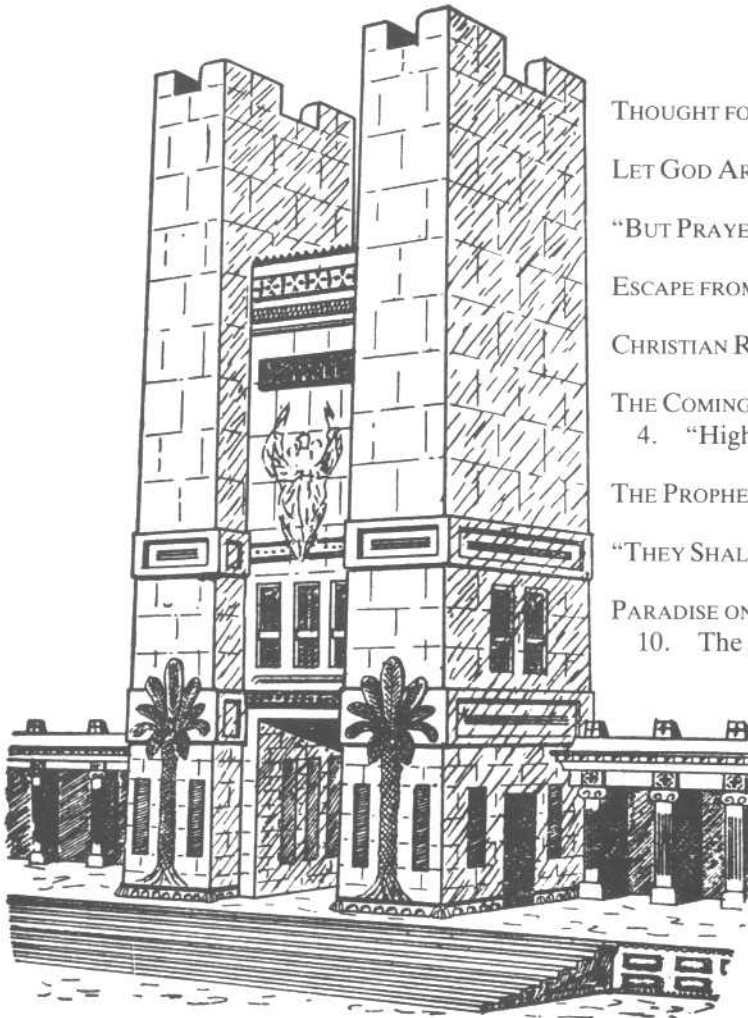 THOUGHT FO
LET GOD AR
"BUT PRAYE
ESCAPE FROM
CHRISTIAN R
THE COMING
4. "High
THE PROPHE
"THEY SHAL
PARADISE ON
10. The